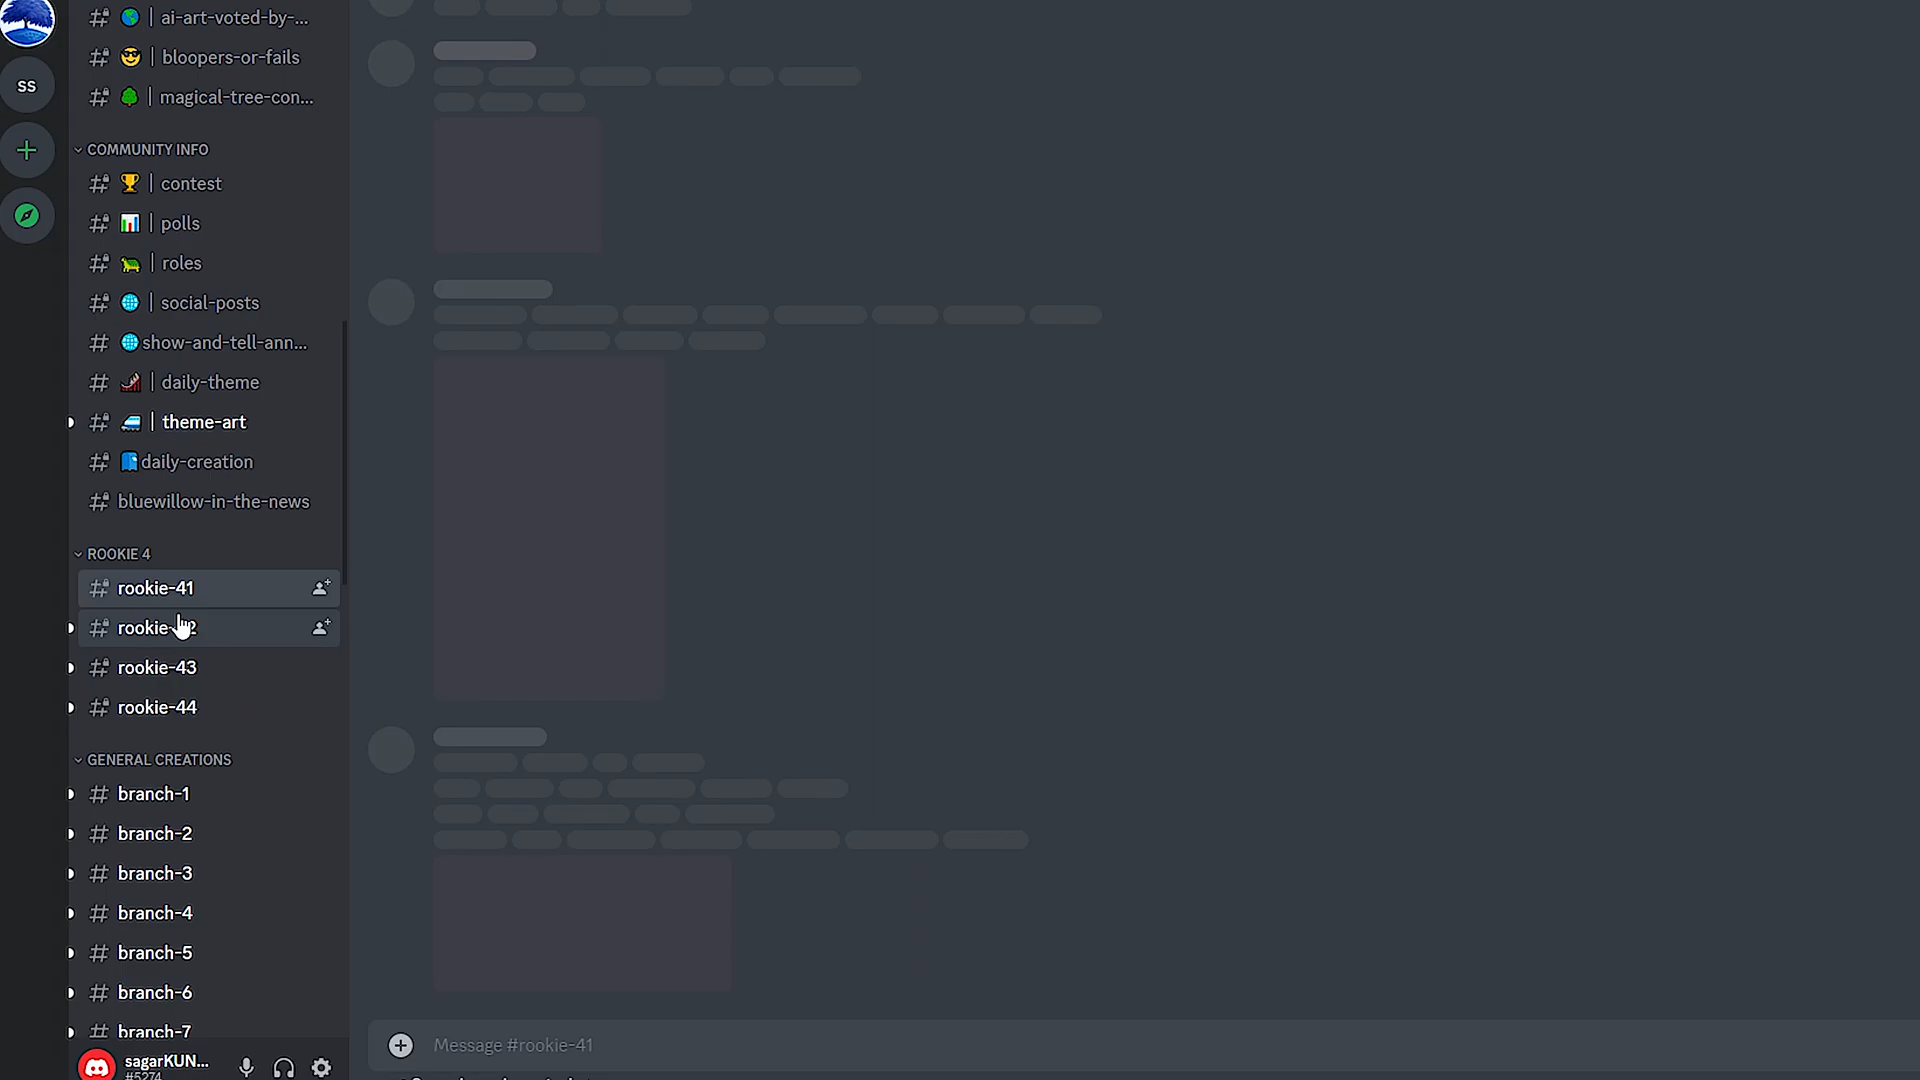 ai-art-voted-by-...
bloopers-or-fails
magical-tree-con...
SS
COMMUNITY INFO
contest
polls
roles
social-posts
show-and-tell-ann...
daily-theme
theme-art
daily-creation
bluewillow-in-the-news
ROOKIE 4
rookie-41
rookie-
rookie-43
rookie-44
GENERAL CREATIONS
branch-1
branch-2
branch-3
branch-4
branch-5
branch-6
branch-7
Message #rookie-41
sagarKUN...
#5274